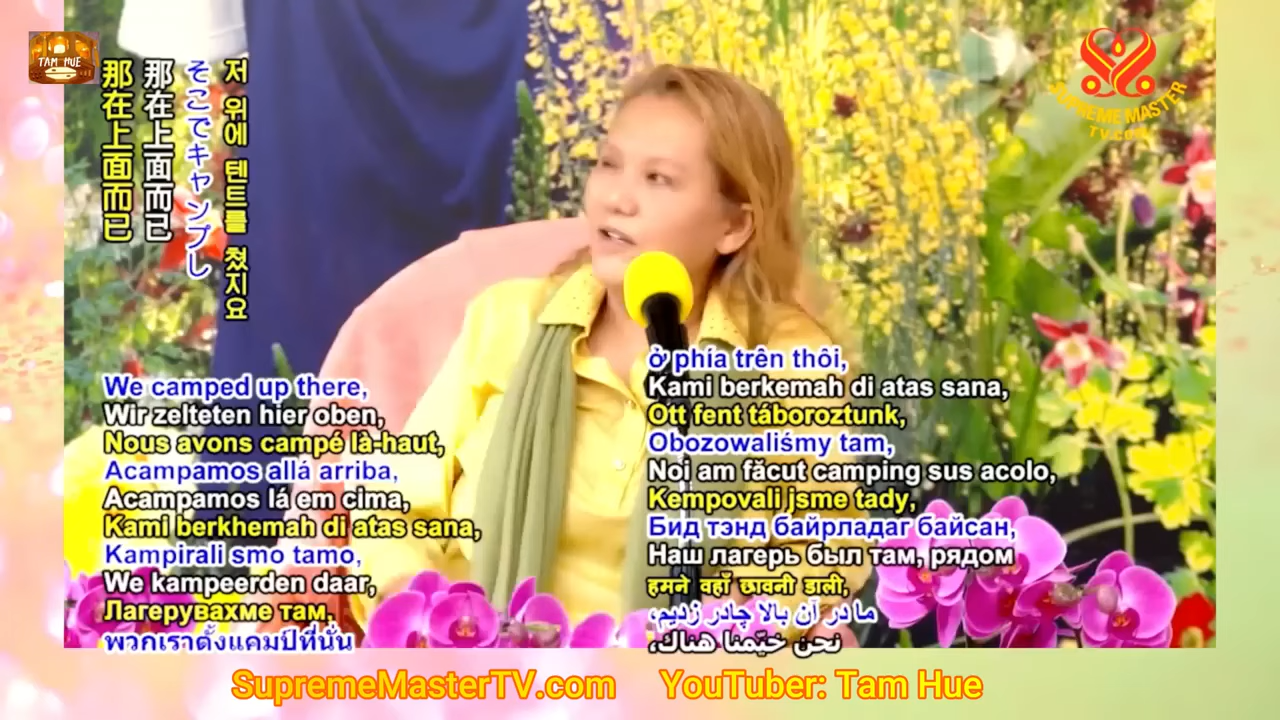 TAM HUE
那在上面而已
那在上面而已
そこでキャンプし
저 위에 텐트를 쳤지요
SUPREME MASTER
TV.com
We camped up there,
Wir zelteten hier oben,
Nous avons campé là-haut,
Acampamos allá arriba,
Acampamos lá em cima,
Kami berkhemah di atas sana,
Kampirali smo tamo,
We kampeerden daar,
Лагерувахме там,
พวกเราตั้งแคมป์ที่นั่น
ở phía trên thôi,
Kami berkemah di atas sana,
Ott fent táboroztunk,
Obozowaliśmy tam,
Noi am făcut camping sus acolo,
Kempovali jsme tady,
Бид тэнд байрладаг байсан,
Наш лагерь был там, рядом
हमने वहाँ छावनी डाली,
ما در آن بالا چادر زدیم،
نحن خيّمنا هناك،
SupremeMasterTV.com
YouTuber: Tam Hue